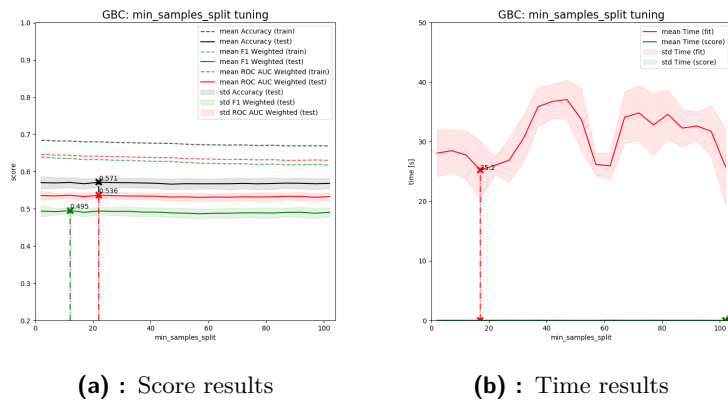 GBC: min_samples_split tuning
1.0
0.9
0.8
0.7
0.6
0.5
0.4
0.3
0.2
score
mean Accuracy (train)
mean Accuracy (test)
mean F1 Weighted (train)
mean F1 Weighted (test)
mean ROC AUC Weighted (train)
mean ROC AUC Weighted (test)
std Accuracy (test)
std F1 Weighted (test)
std ROC AUC Weighted (test)
0.571
0.536
0.495
0 20 40 60 80 100
min_samples_split
(a) : Score results
GBC: min_samples_split tuning
50
40
30
20
10
0
time [s]
mean Time (fit)
mean Time (score)
std Time (fit)
std Time (score)
25.2
0 20 40 60 80 100
min_samples_split
(b) : Time results